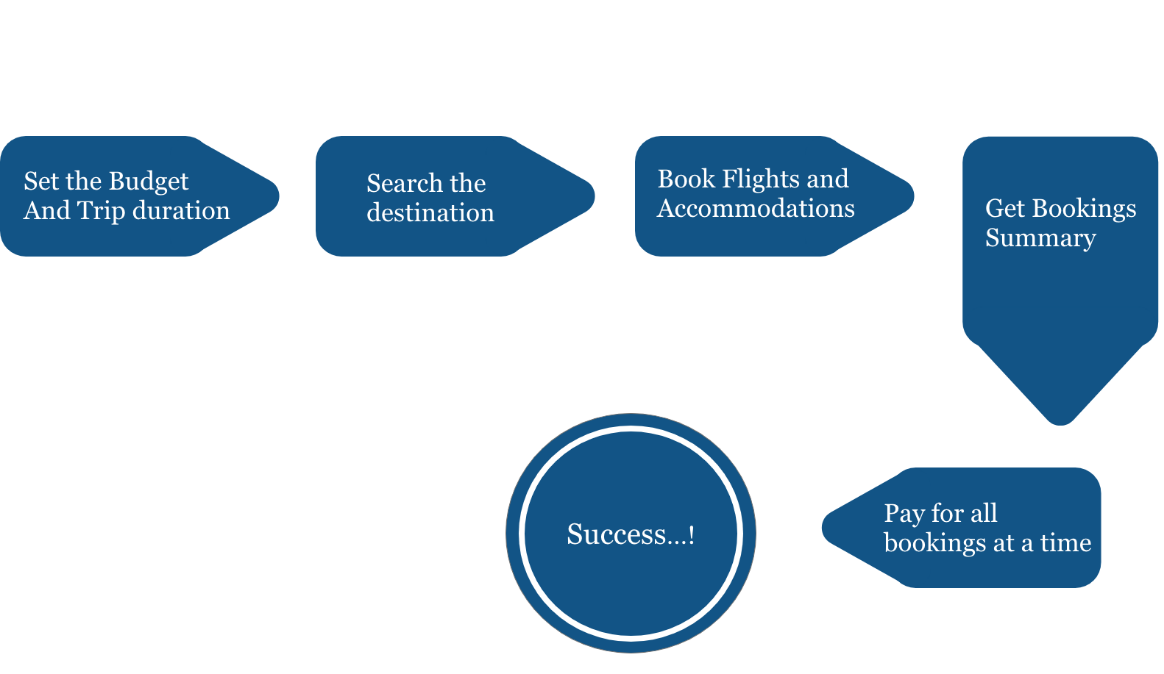 Set the Budget
And Trip duration
Search the
destination
Book Flights and
Accommodations
Get Bookings
Summary
Pay for all
bookings at a time
Success...!